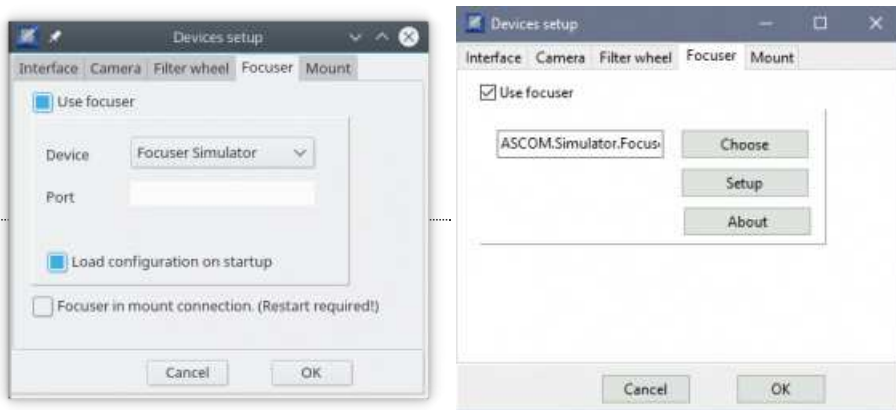 Devices setup
Interface Camera Filter wheel Focuser Mount
Use focuser
Device Focuser Simulator
Port
Load configuration on startup
Focuser in mount connection. (Restart required!)
Cancel OK
Devices setup
Interface Camera Filter wheel Focuser Mount
Use focuser
ASCOM.Simulator.Focus Choose
Setup
About
Cancel OK